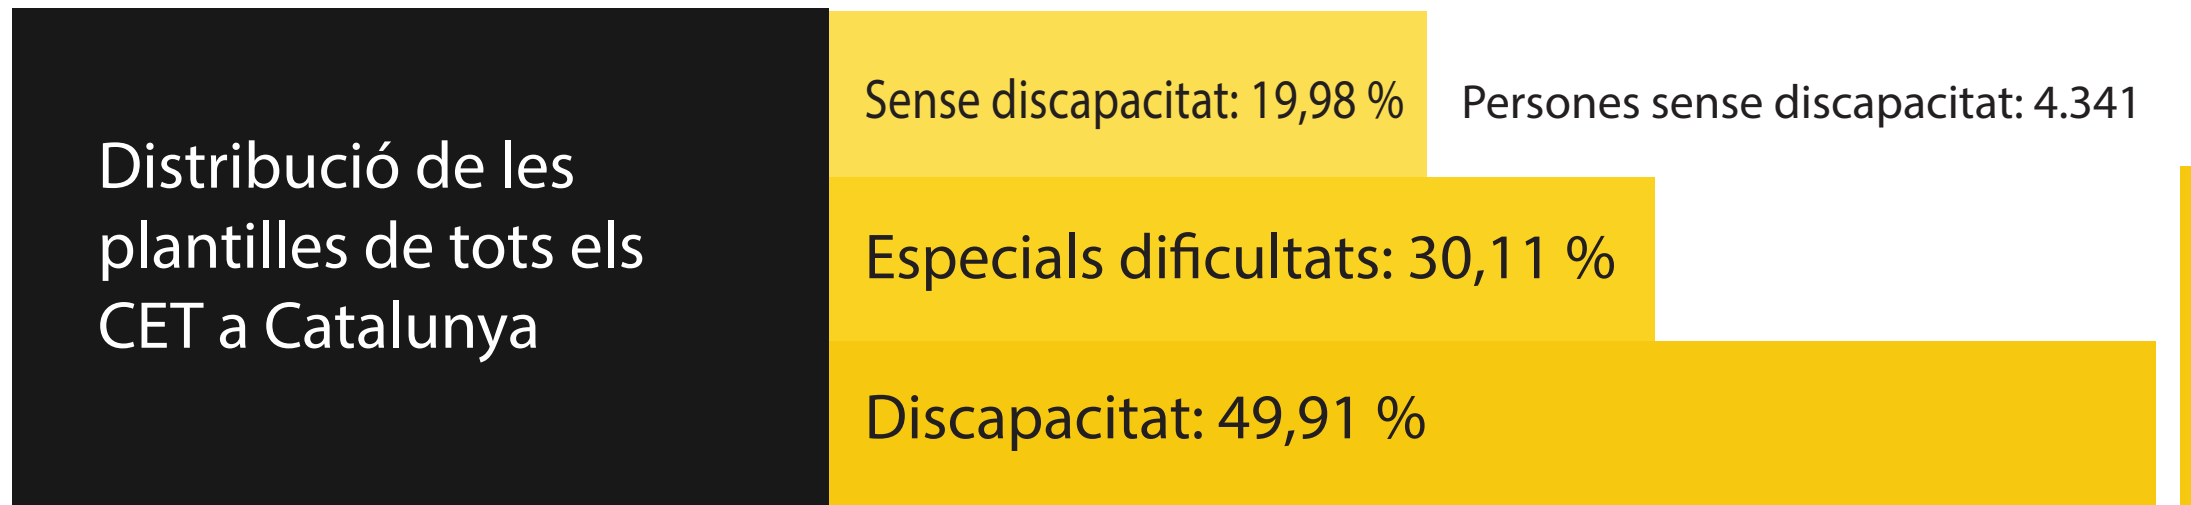 Distribució de les
plantilles de tots els
CET a Catalunya
Sense discapacitat: 19,98 %
Persones sense discapacitat: 4.341
Especials dificultats: 30,11 %
Discapacitat: 49,91 %